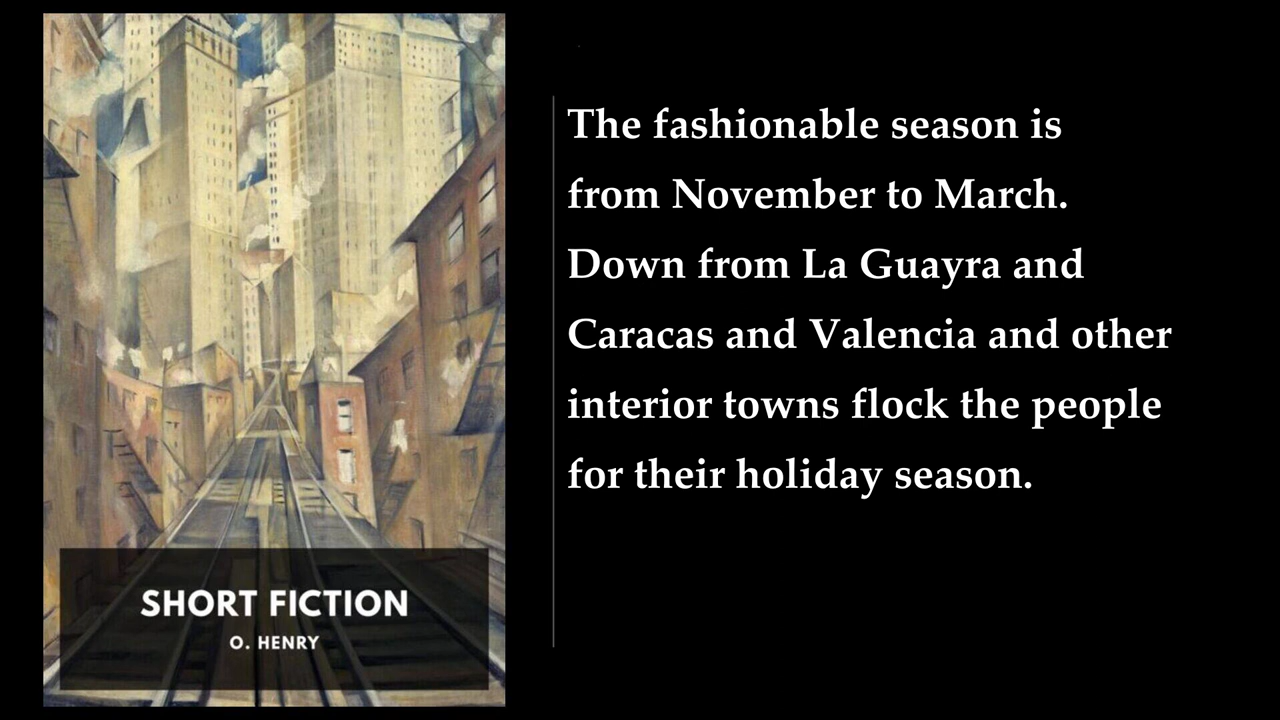 SHORT FICTION
O. HENRY
The fashionable season is
from November to March.
Down from La Guayra and
Caracas and Valencia and other
interior towns flock the people
for their holiday season.